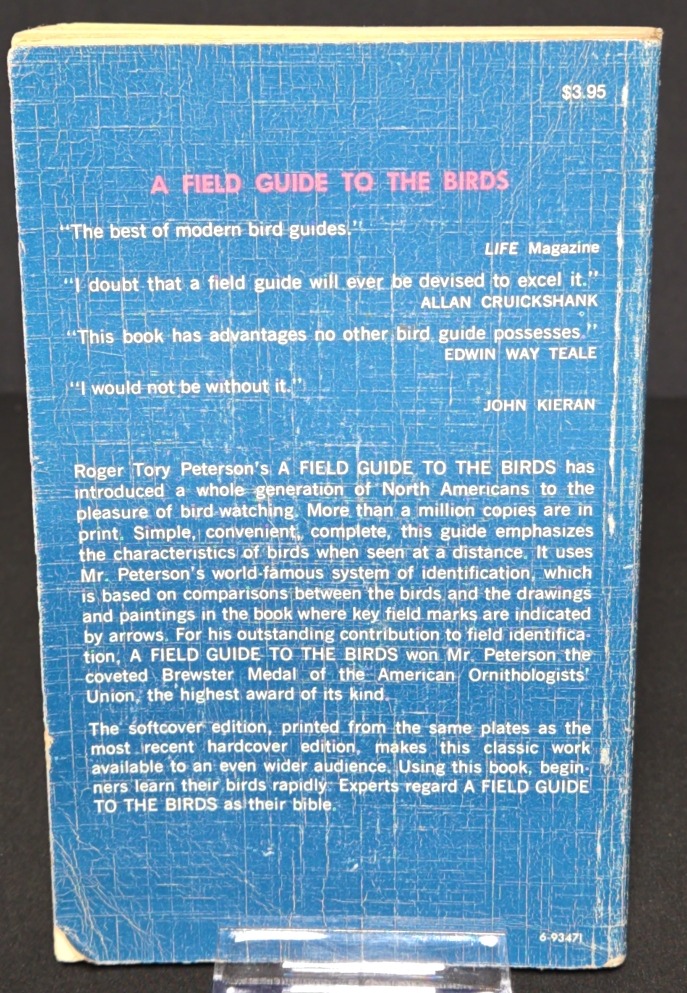 $3.95
A FIELD GUIDE TO THE BIRDS
"The best of modern bird guides."
LIFE Magazine
"I doubt that a field guide will ever be devised to excel it."
ALLAN CRUICKSHANK
"This book has advantages no other bird guide possesses."
EDWIN WAY TEALE
"I would not be without it."
JOHN KIERAN
Roger Tory Peterson's A FIELD GUIDE TO THE BIRDS has
introduced a whole generation of North Americans to the
pleasure of bird watching. More than a million copies are in
print. Simple, convenient, complete, this guide emphasizes
the characteristics of birds when seen at a distance. It uses
Mr. Peterson's world-famous system of identification, which
is based on comparisons between the birds and the drawings
and paintings in the book where key field marks are indicated
by arrows. For his outstanding contribution to field identifica-
tion, A FIELD GUIDE TO THE BIRDS won Mr. Peterson the
coveted Brewster Medal of the American Ornithologists'
Union, the highest award of its kind.
The softcover edition, printed from the same plates as the
most recent hardcover edition, makes this classic work
available to an even wider audience. Using this book, begin-
ners learn their birds rapidly. Experts regard A FIELD GUIDE
TO THE BIRDS as their bible.
6-93471